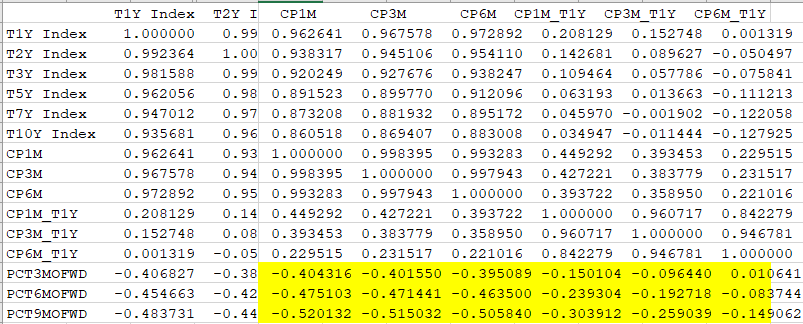 T1Y Index T2Y I CP1M CP3M CP6M CP1M_T1Y CP3M_T1Y CP6M_T1Y
T1Y Index 1.000000 0.99 0.962641 0.967578 0.972892 0.208129 0.152748 0.001319
T2Y Index 0.992364 1.00 0.938317 0.945106 0.954110 0.142681 0.089627 -0.050497
T3Y Index 0.981588 0.99 0.920249 0.927676 0.938247 0.109464 0.057786 -0.075841
T5Y Index 0.962056 0.98 0.891523 0.899770 0.912096 0.063193 0.013663 -0.111213
T7Y Index 0.947012 0.97 0.873208 0.881932 0.895172 0.045970 -0.001902 -0.122058
T10Y Index 0.935681 0.96 0.860518 0.869407 0.883008 0.034947 -0.011444 -0.127925
CP1M 0.962641 0.93 1.000000 0.998395 0.993283 0.449292 0.393453 0.229515
CP3M 0.967578 0.94 0.998395 1.000000 0.997943 0.427221 0.383779 0.231517
CP6M 0.972892 0.95 0.993283 0.997943 1.000000 0.393722 0.358950 0.221016
CP1M_T1Y 0.208129 0.14 0.449292 0.427221 0.393722 1.000000 0.960717 0.842279
CP3M_T1Y 0.152748 0.08 0.393453 0.383779 0.358950 0.960717 1.000000 0.946781
CP6M_T1Y 0.001319 -0.05 0.229515 0.231517 0.221016 0.842279 0.946781 1.000000
PCT3MOFWD -0.406827 -0.38 -0.404316 -0.401550 -0.395089 -0.150104 -0.096440 0.010641
PCT6MOFWD -0.454663 -0.42 -0.475103 -0.471441 -0.463500 -0.239304 -0.192718 -0.083744
PCT9MOFWD -0.483731 -0.44 -0.520132 -0.515032 -0.505840 -0.303912 -0.259039 -0.149062